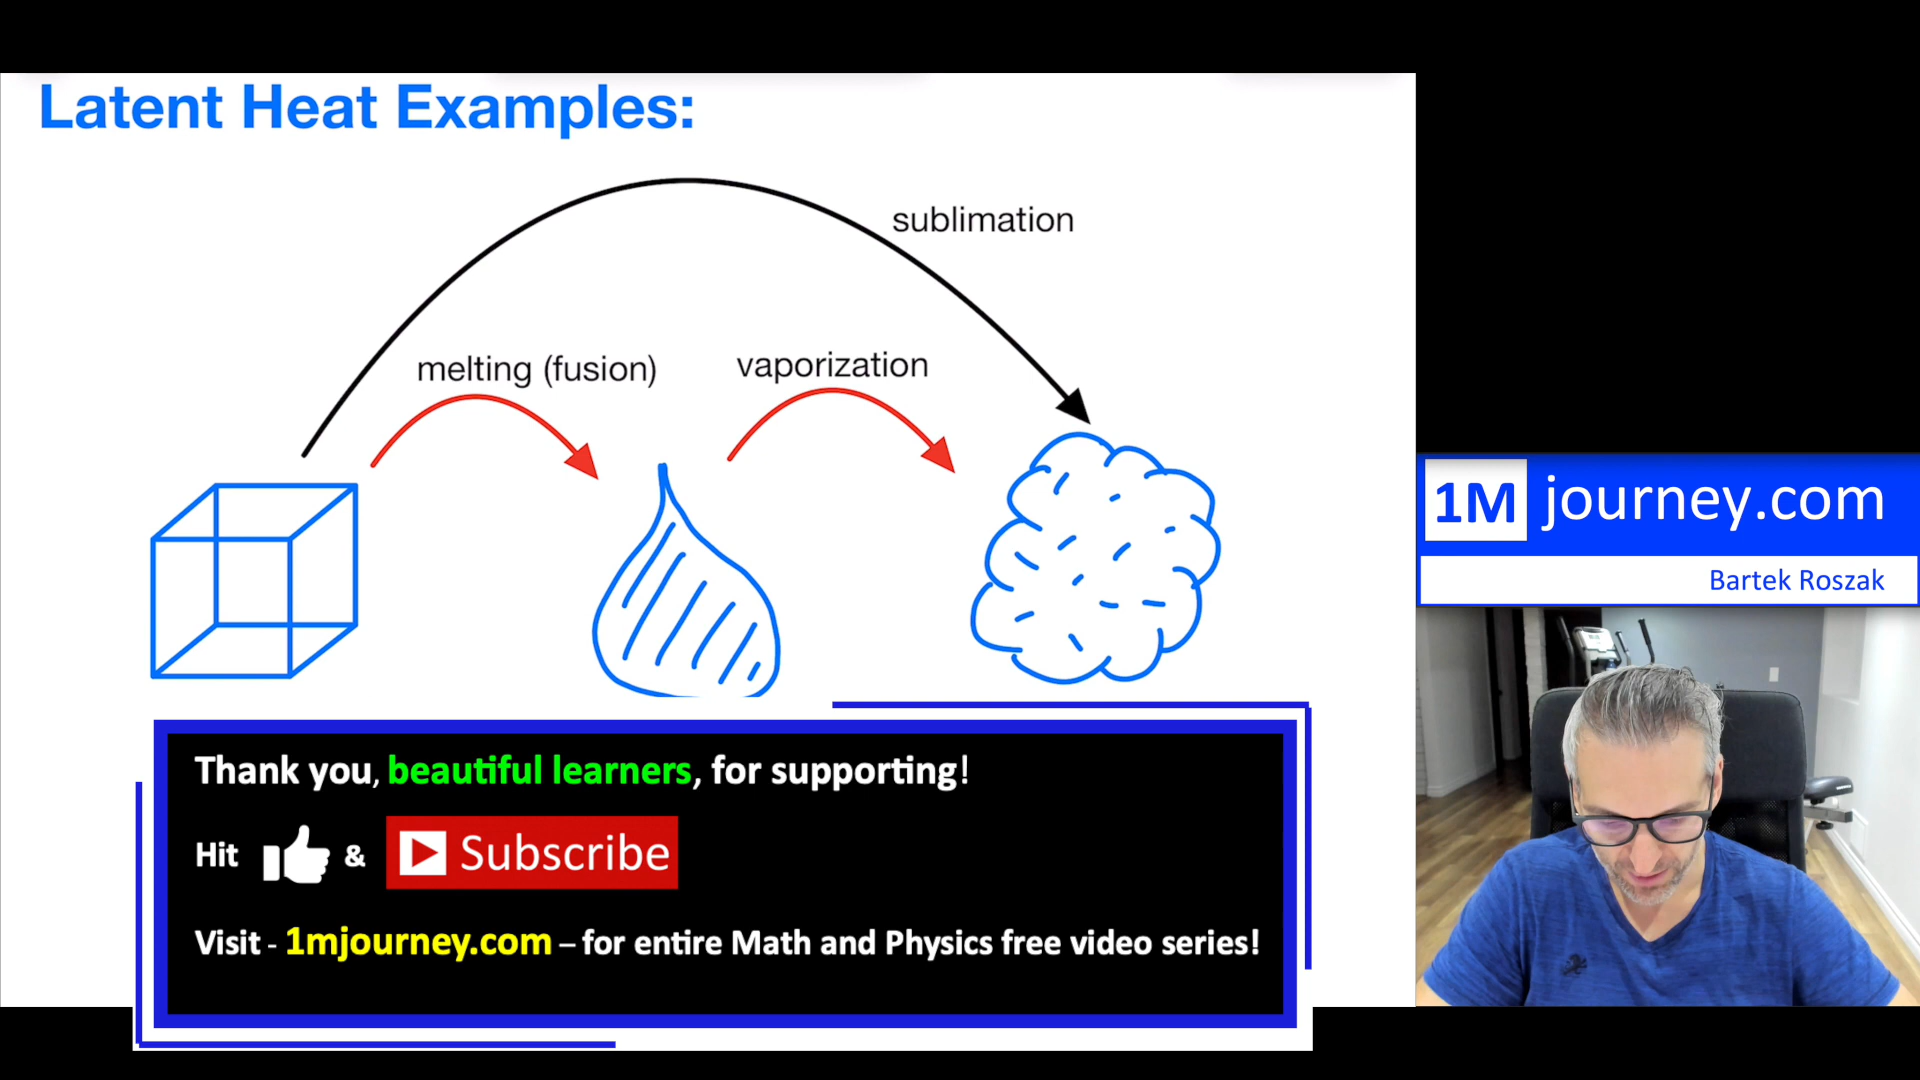 Latent Heat Examples:
sublimation
melting (fusion)
vaporization
1M journey.com
Bartek Roszak
Thank you, beautiful learners, for supporting!
Hit & Subscribe
Visit - 1mjourney.com – for entire Math and Physics free video series!